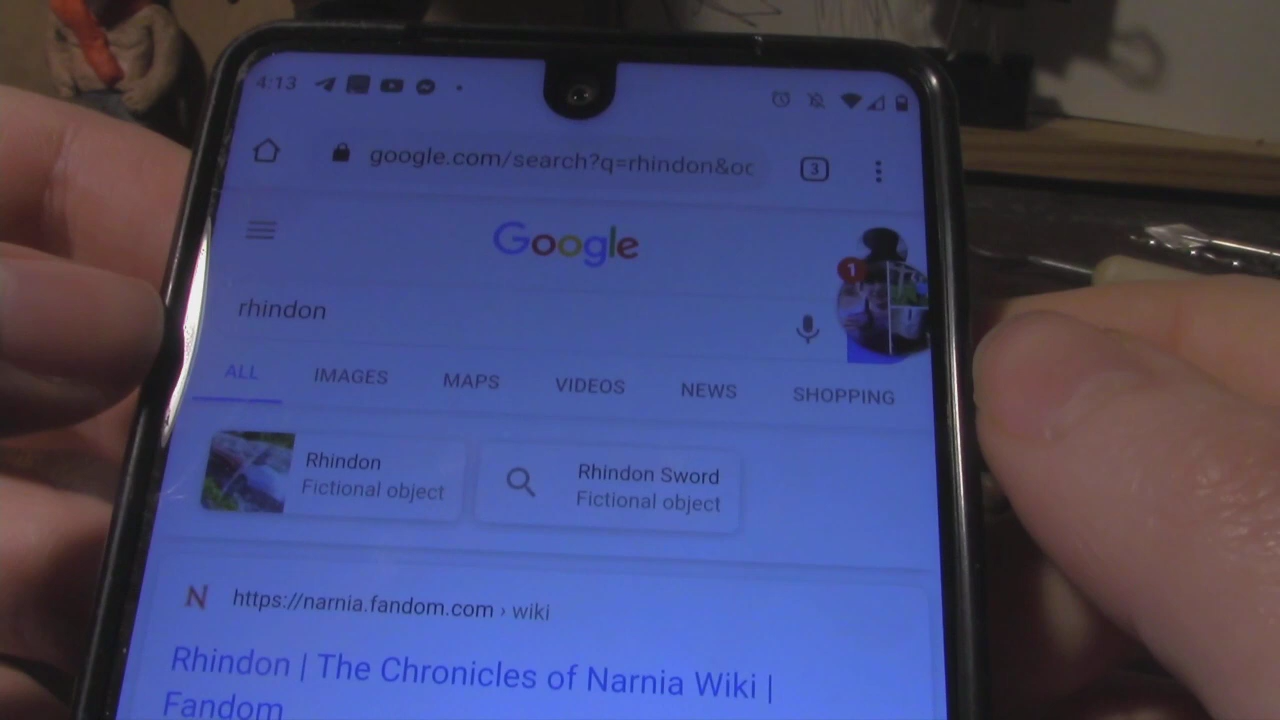 4:13
google.com/search?q=rhindon&oc
3
Google
1
rhindon
ALL IMAGES MAPS VIDEOS NEWS SHOPPING
Rhindon
Fictional object
Rhindon Sword
Fictional object
N https://narnia.fandom.com › wiki
Rhindon | The Chronicles of Narnia Wiki |
Fandom